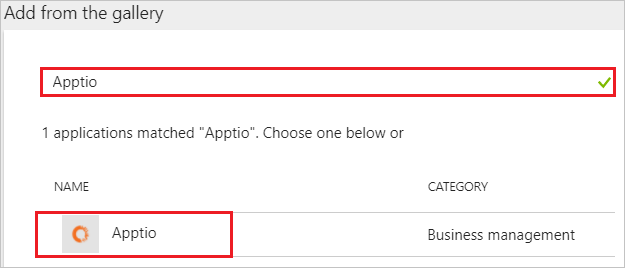 Add from the gallery
Apptio
1 applications matched "Apptio". Choose one below or
NAME CATEGORY
Apptio Business management